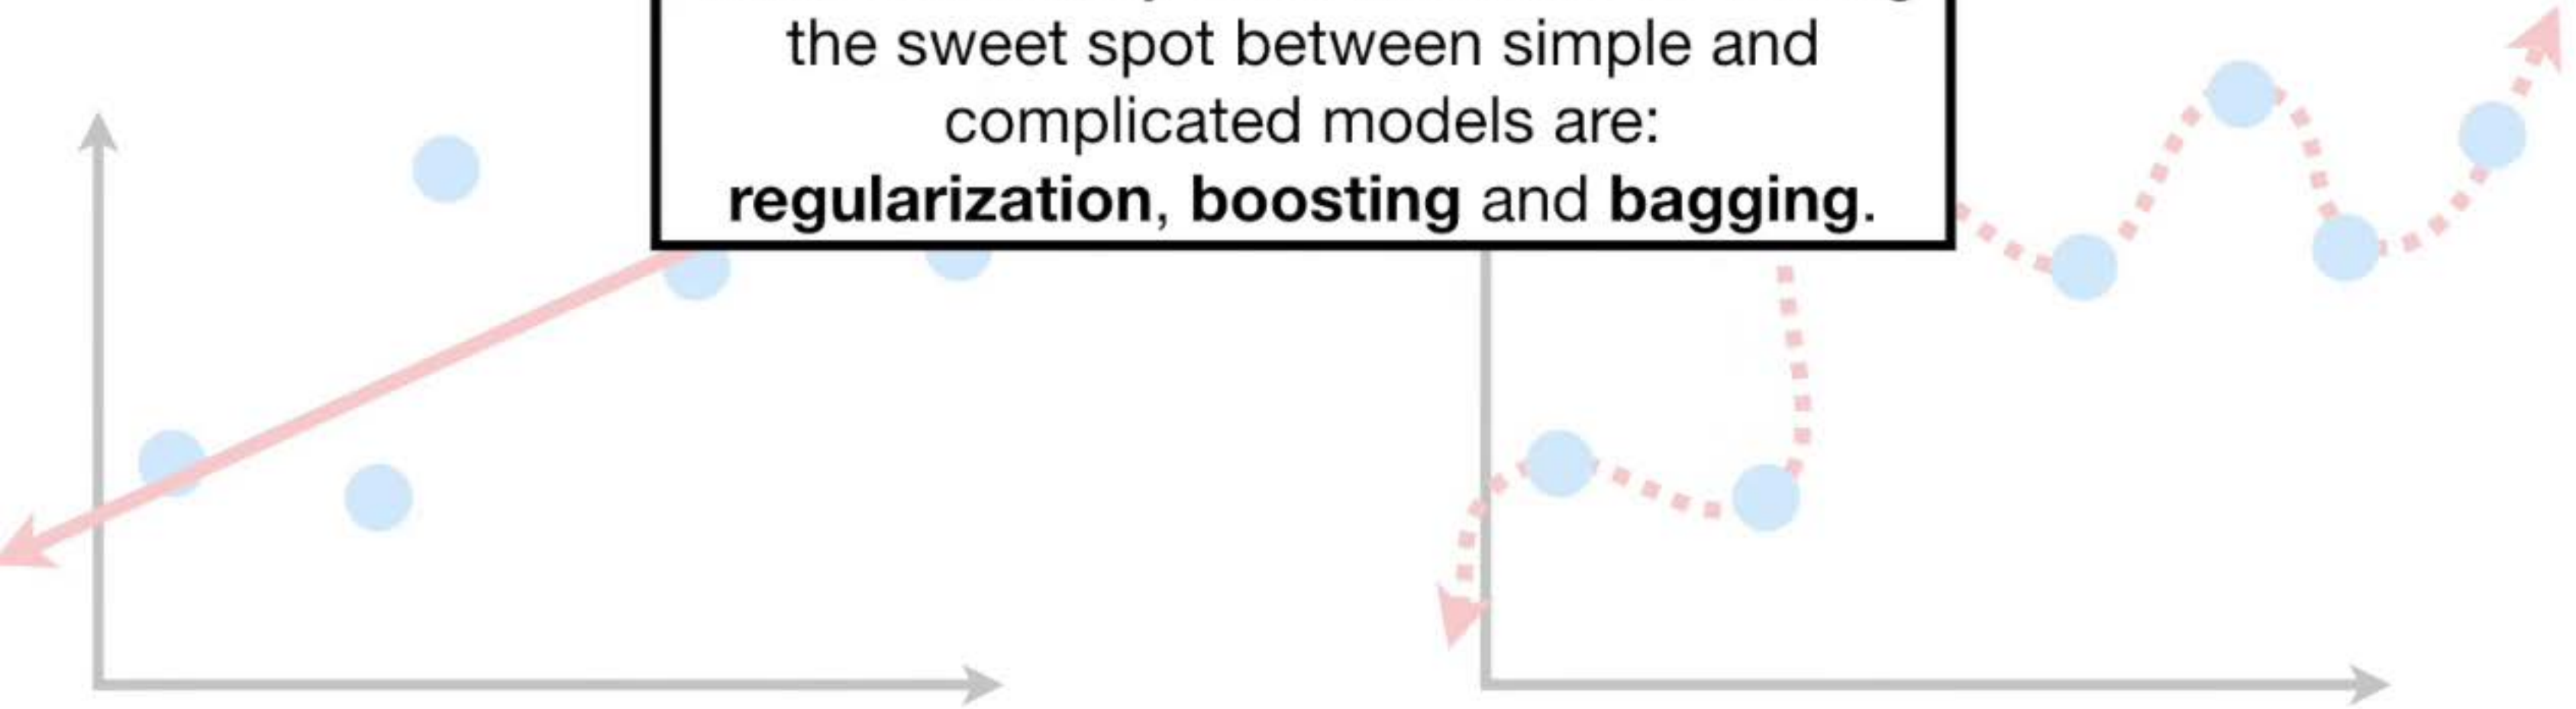 the sweet spot between simple and
complicated models are:
regularization, boosting and bagging.